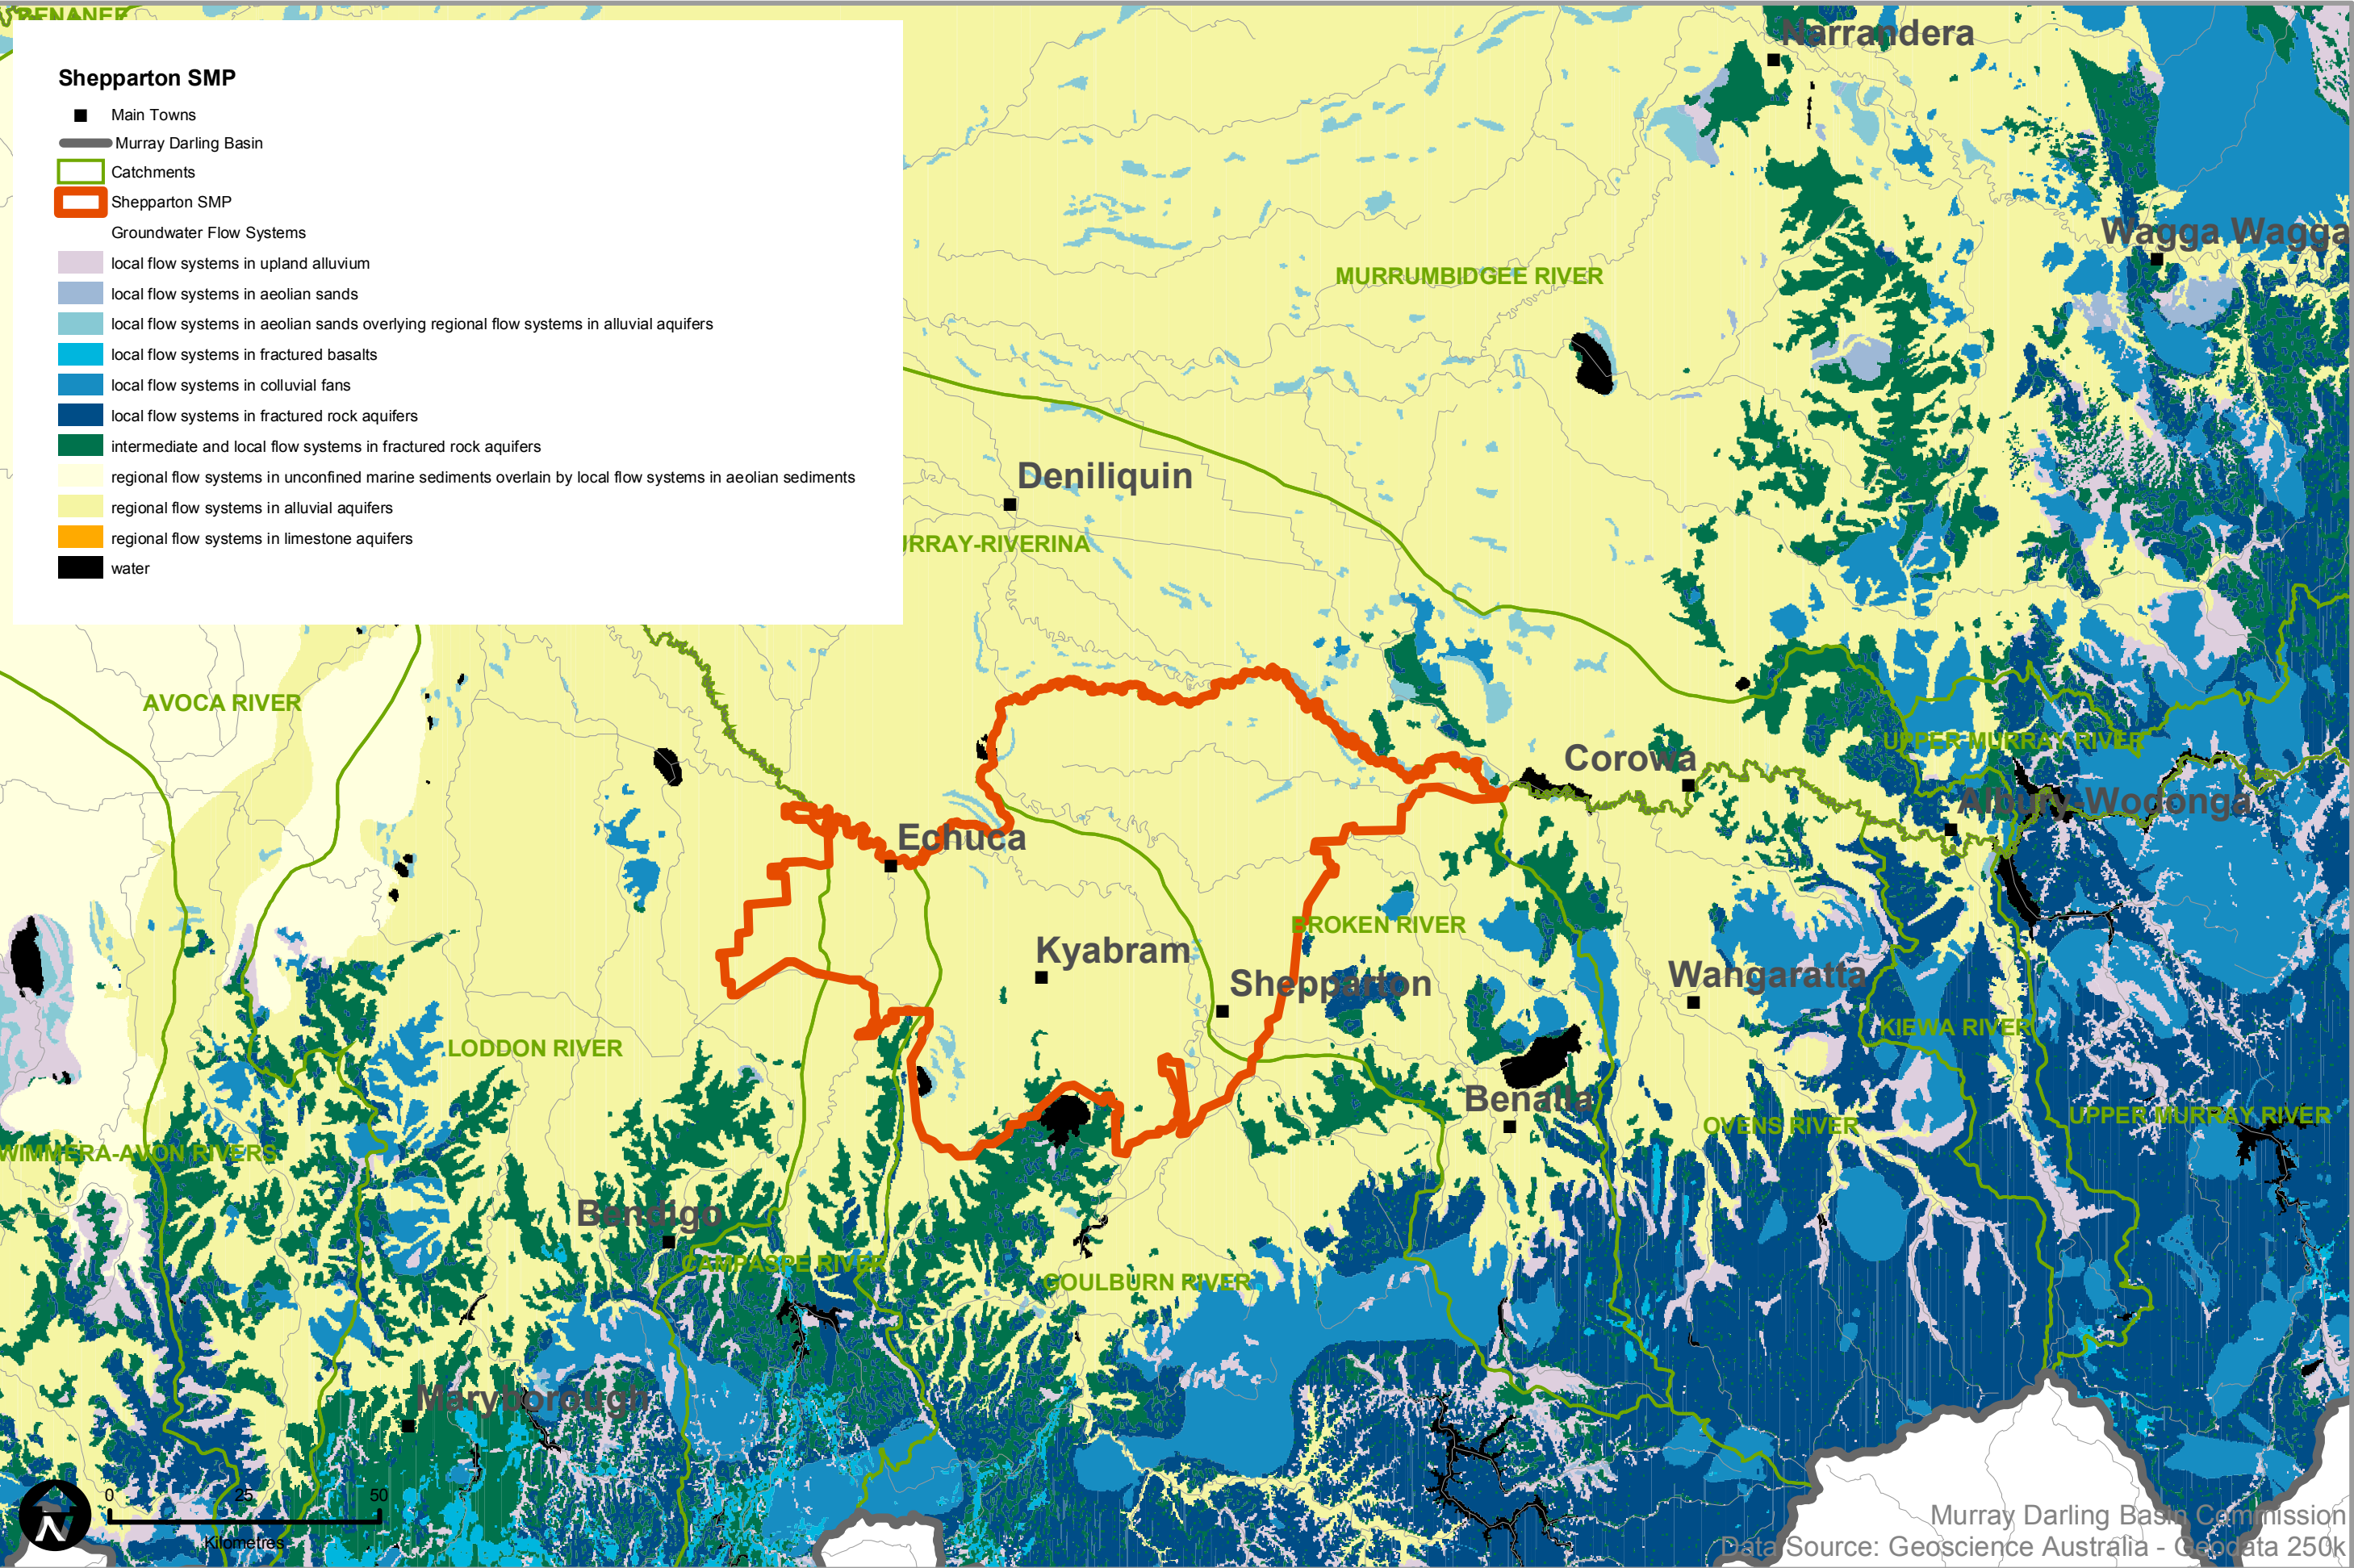 BENANEE
Shepparton SMP
Main Towns
Murray Darling Basin
Catchments
Shepparton SMP
Groundwater Flow Systems
local flow systems in upland alluvium
local flow systems in aeolian sands
local flow systems in aeolian sands overlying regional flow systems in alluvial aquifers
local flow systems in fractured basalts
local flow systems in colluvial fans
local flow systems in fractured rock aquifers
intermediate and local flow systems in fractured rock aquifers
regional flow systems in unconfined marine sediments overlain by local flow systems in aeolian sediments
regional flow systems in alluvial aquifers
regional flow systems in limestone aquifers
water
Narrandera
Wagga Wagga
MURRUMBIDGEE RIVER
Deniliquin
URRAY-RIVERINA
AVOCA RIVER
UPPER MURRAY RIVER
Corowa
Albury-Wodonga
Echuca
BROKEN RIVER
Kyabram
Shepparton
Wangaratta
KIEWA RIVER
LODDON RIVER
Benalla
UPPER MURRAY RIVER
OVENS RIVER
WIMMERA-AVON RIVERS
Bendigo
CAMPASPE RIVER
GOULBURN RIVER
Maryborough
0 25 50
Kilometres
N
Murray Darling Basin Commission
Data Source: Geoscience Australia - Geodata 250k